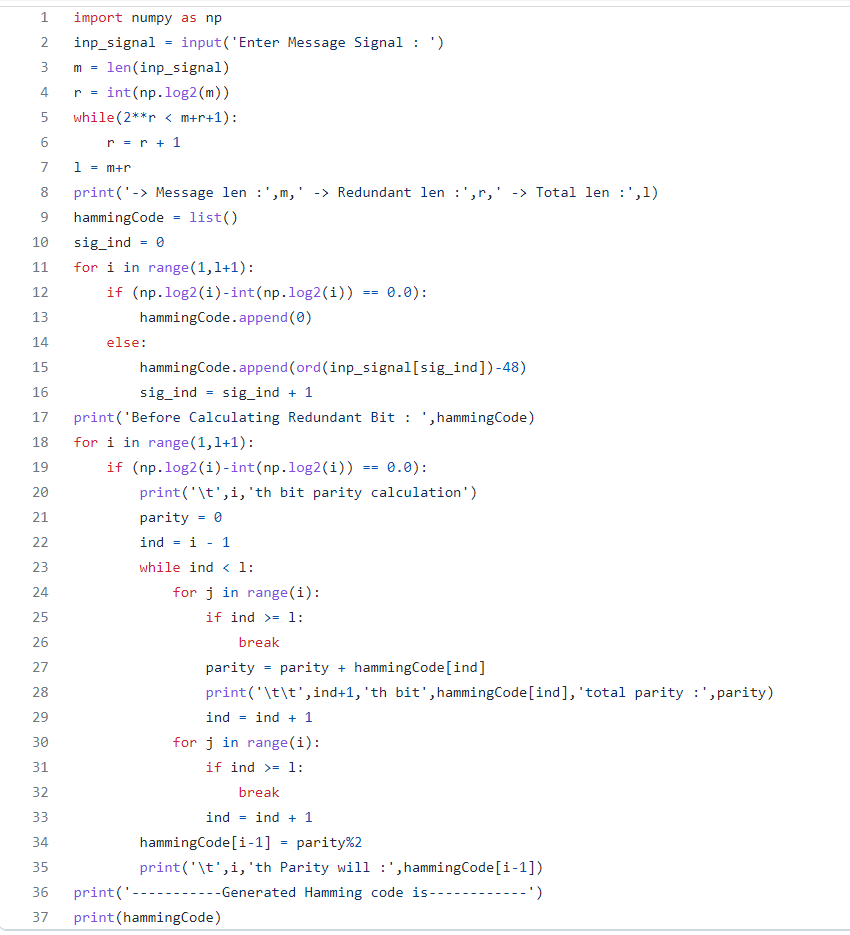 1 import numpy as np
2 inp_signal = input('Enter Message Signal : ')
3 m = len(inp_signal)
4 r = int(np.log2(m))
5 while(2**r < m+r+1):
6     r = r + 1
7 l = m+r
8 print('-> Message len :',m,' -> Redundant len :',r,' -> Total len :',l)
9 hammingCode = list()
10 sig_ind = 0
11 for i in range(1,l+1):
12     if (np.log2(i)-int(np.log2(i)) == 0.0):
13         hammingCode.append(0)
14     else:
15         hammingCode.append(ord(inp_signal[sig_ind])-48)
16         sig_ind = sig_ind + 1
17 print('Before Calculating Redundant Bit : ',hammingCode)
18 for i in range(1,l+1):
19     if (np.log2(i)-int(np.log2(i)) == 0.0):
20         print('\t',i,'th bit parity calculation')
21         parity = 0
22         ind = i - 1
23         while ind < l:
24             for j in range(i):
25                 if ind >= l:
26                     break
27                 parity = parity + hammingCode[ind]
28                 print('\t\t',ind+1,'th bit',hammingCode[ind],'total parity :',parity)
29                 ind = ind + 1
30             for j in range(i):
31                 if ind >= l:
32                     break
33                 ind = ind + 1
34         hammingCode[i-1] = parity%2
35         print('\t',i,'th Parity will :',hammingCode[i-1])
36 print('-----------Generated Hamming code is------------')
37 print(hammingCode)